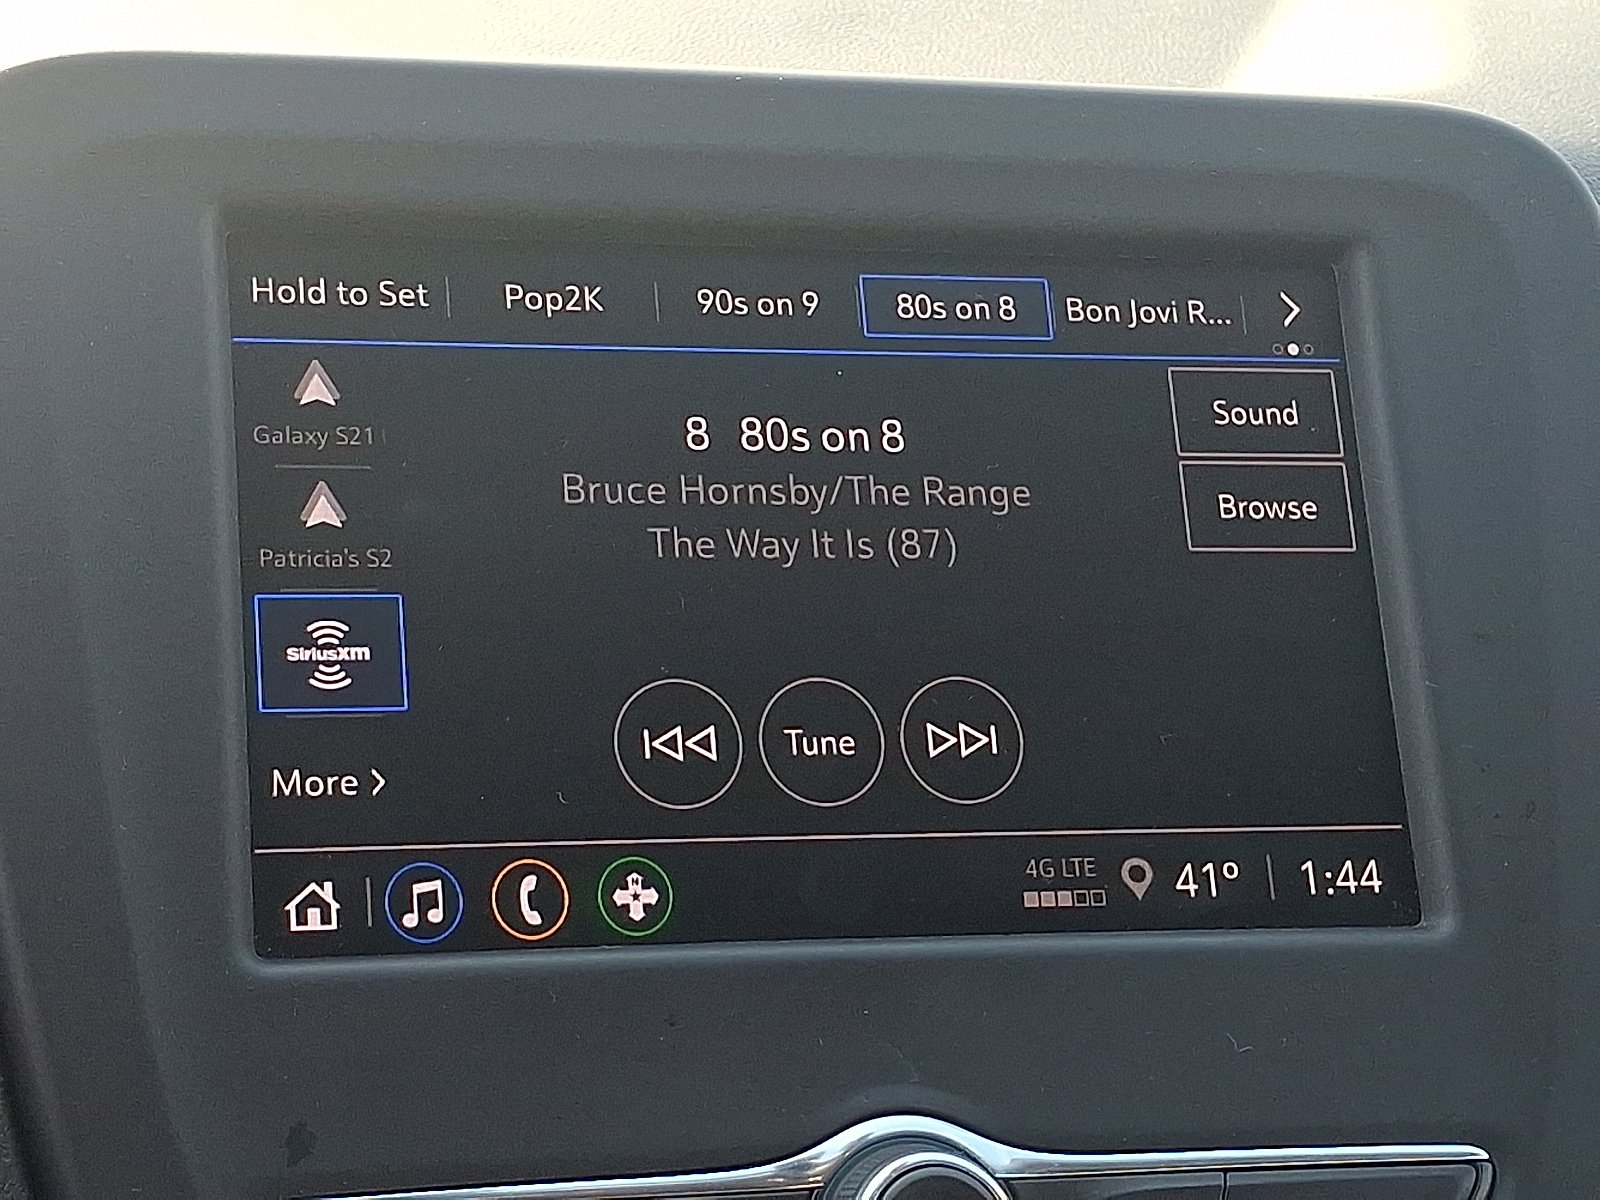 Hold to Set
Pop2K
90s on 9
80s on 8
Bon Jovi R...
Galaxy S21
Patricia's S2
SiriusXM
More
8 80s on 8
Bruce Hornsby/The Range
The Way It Is (87)
Sound
Browse
Tune
N
4G LTE
41°
1:44